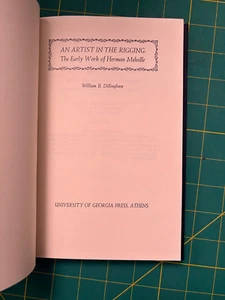 AN ARTIST IN THE RIGGING
The Early Work of Herman Melville
William B. Dillingham
UNIVERSITY OF GEORGIA PRESS, ATHENS